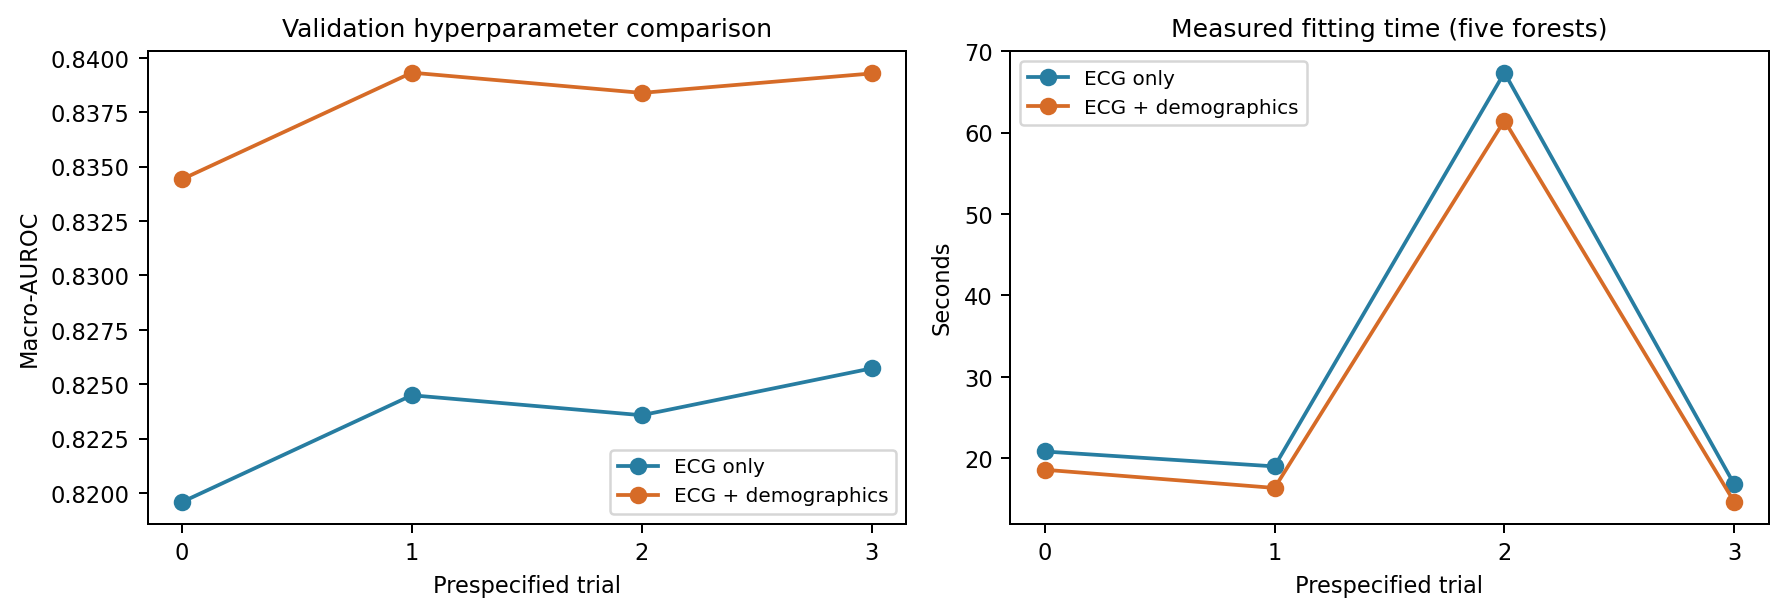 Validation hyperparameter comparison
Macro-AUROC
0.8400
0.8375
0.8350
0.8325
0.8300
0.8275
0.8250
0.8225
0.8200
ECG only
ECG + demographics
0 1 2 3
Prespecified trial
Measured fitting time (five forests)
Seconds
70
60
50
40
30
20
ECG only
ECG + demographics
0 1 2 3
Prespecified trial